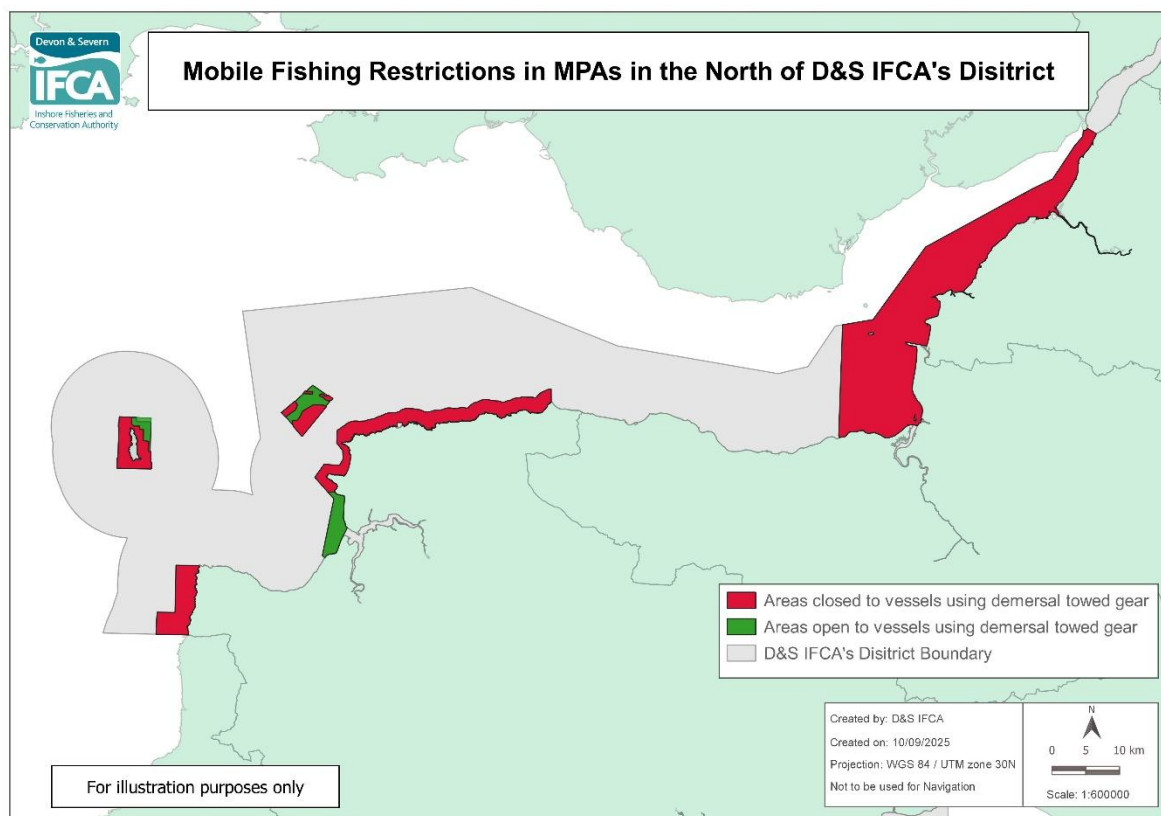 Devon & Severn
IFCA
Inshore Fisheries and
Conservation Authority
Mobile Fishing Restrictions in MPAs in the North of D&S IFCA's Disitrict
Areas closed to vessels using demersal towed gear
Areas open to vessels using demersal towed gear
D&S IFCA's Disitrict Boundary
Created by: D&S IFCA
Created on: 10/09/2025
Projection: WGS 84 / UTM zone 30N
Not to be used for Navigation
N
0 5 10 km
Scale: 1:600000
For illustration purposes only